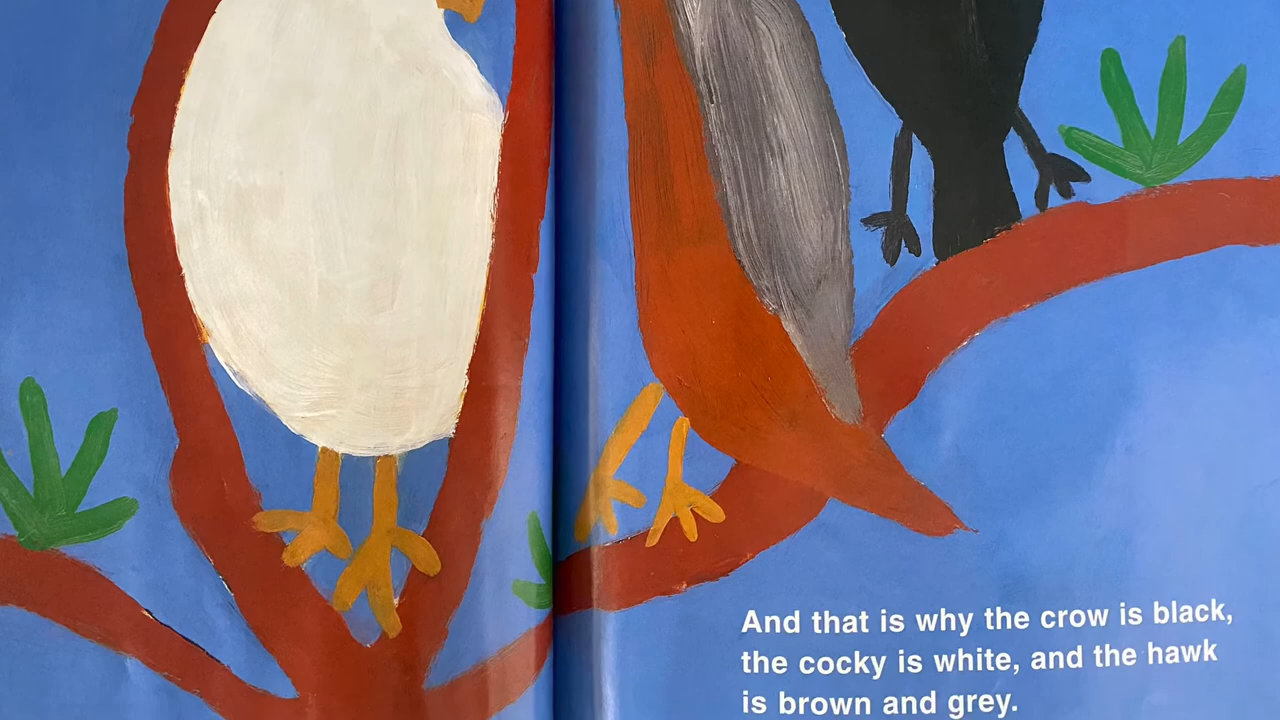 And that is why the crow is black,
the cocky is white, and the hawk
is brown and grey.